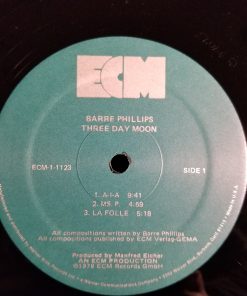 ECM
BARRE PHILLIPS
THREE DAY MOON
ECM-1-1123
SIDE 1
1. A-I-A 9:41
2. MS. P. 4:59
3. LA FOLLE 5:18
All compositions written by Barre Phillips
All compositions published by ECM Verlag-GEMA
Produced by Manfred Eicher
AN ECM PRODUCTION
©1978 ECM Records GmbH